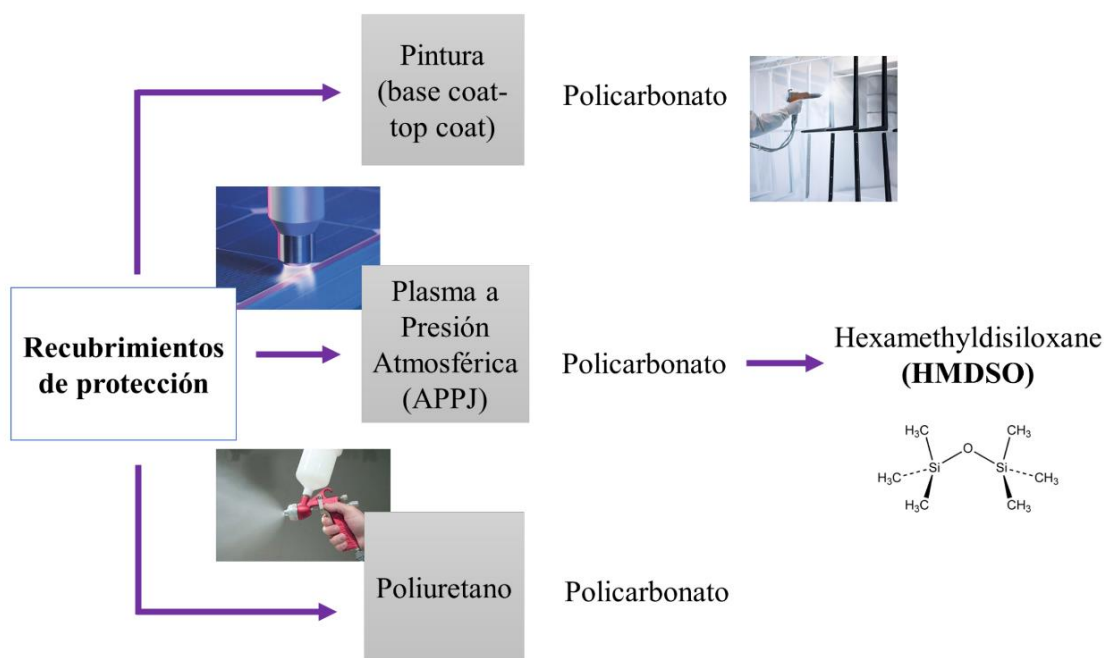 Pintura
(base coat-
top coat)
Policarbonato
Recubrimientos
de protección
Plasma a
Presión
Atmosférica
(APPJ)
Policarbonato
Hexamethyldisiloxane
(HMDSO)
H₃C
CH₃
O
H₃C
Si
Si
CH₃
H₃C
CH₃
Poliuretano
Policarbonato